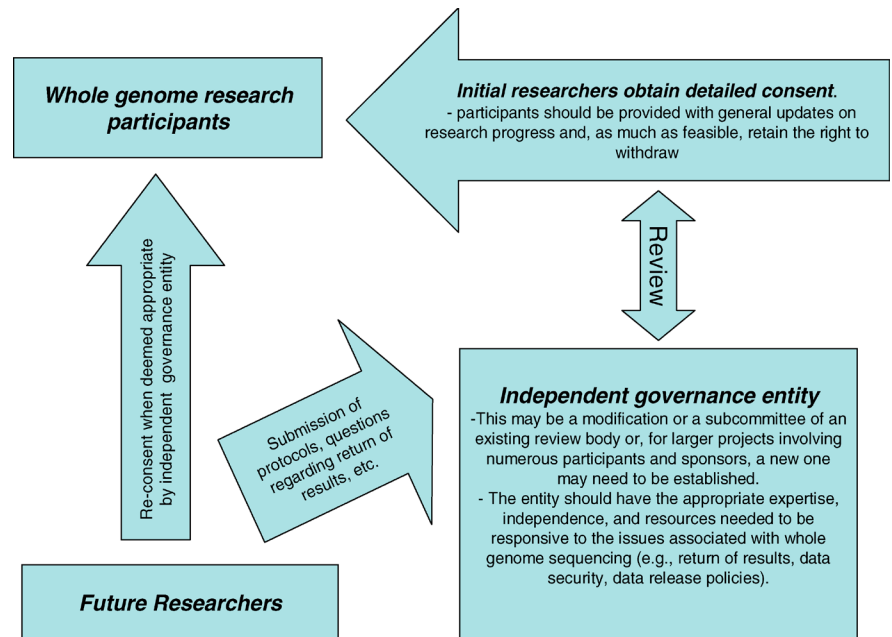 Whole genome research
participants
Initial researchers obtain detailed consent.
- participants should be provided with general updates on
research progress and, as much as feasible, retain the right to
withdraw
Review
Re-consent when deemed appropriate
by independent governance entity
Submission of
protocols, questions
regarding return of
results, etc.
Independent governance entity
-This may be a modification or a subcommittee of an
existing review body or, for larger projects involving
numerous participants and sponsors, a new one
may need to be established.
- The entity should have the appropriate expertise,
independence, and resources needed to be
responsive to the issues associated with whole
genome sequencing (e.g., return of results, data
security, data release policies).
Future Researchers